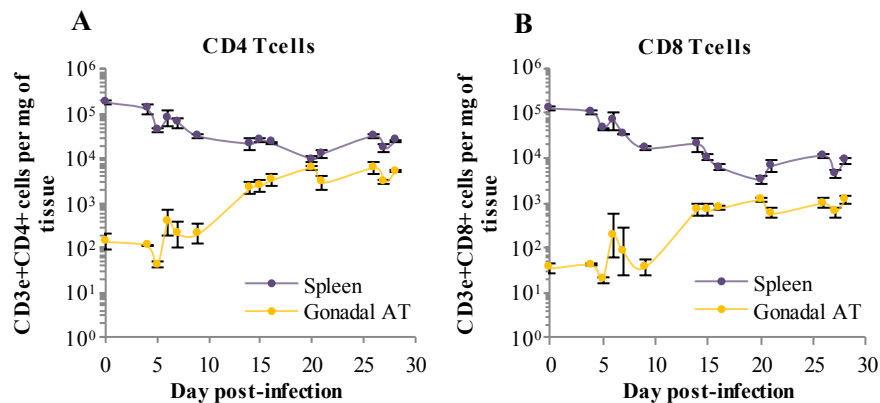 A
CD4 Tcells
CD3e+CD4+ cells per mg of
tissue
10⁶
10⁵
10⁴
10³
10²
10¹
10⁰
0 5 10 15 20 25 30
Day post-infection
Spleen
Gonadal AT
B
CD8 Tcells
CD3e+CD8+ cells per mg of
tissue
10⁶
10⁵
10⁴
10³
10²
10¹
10⁰
0 5 10 15 20 25 30
Day post-infection
Spleen
Gonadal AT